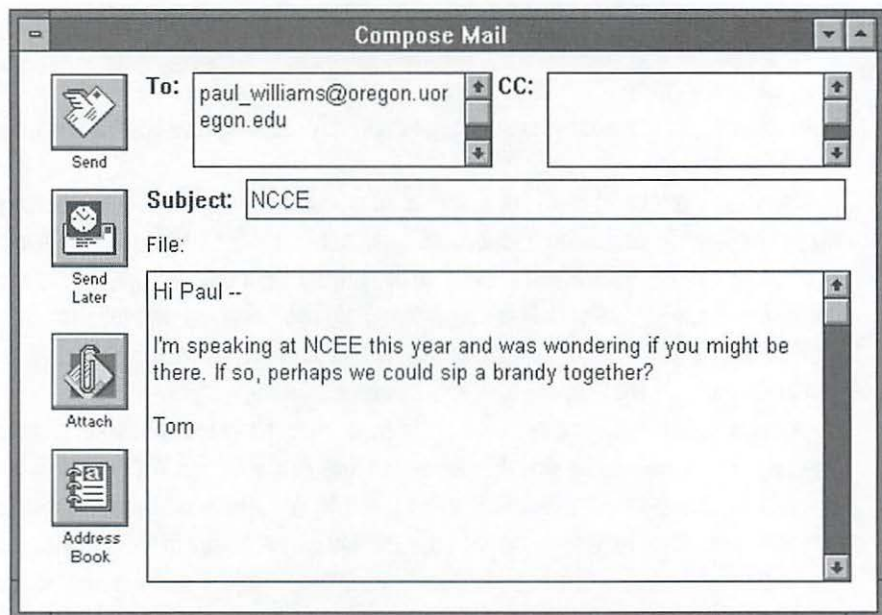 Compose Mail
To: paul_williams@oregon.uor
egon.edu
CC:
Send
Subject: NCCE
File:
Send
Later
Hi Paul --
I'm speaking at NCEE this year and was wondering if you might be
there. If so, perhaps we could sip a brandy together?
Attach
Tom
Address
Book